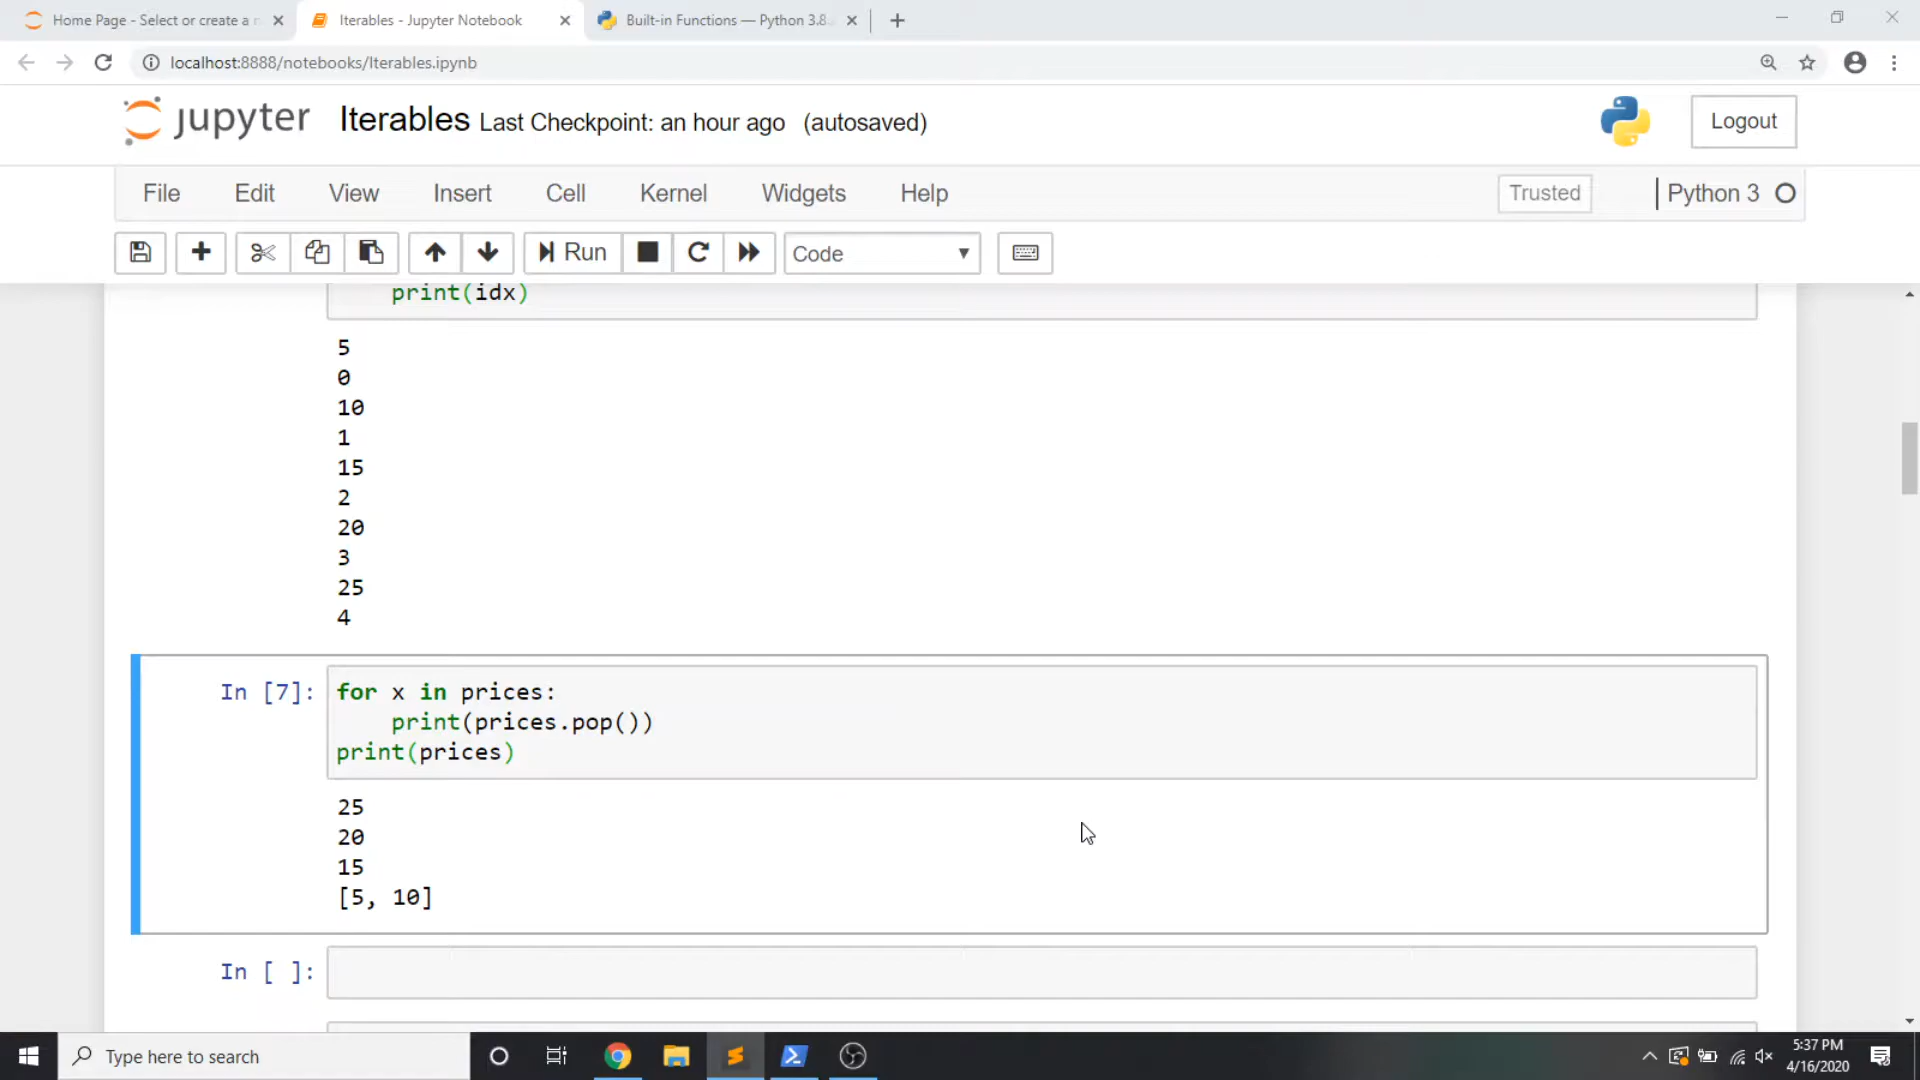 Home Page - Select or create a n
Iterables - Jupyter Notebook
Built-in Functions — Python 3.8.
localhost:8888/notebooks/Iterables.ipynb
jupyter Iterables Last Checkpoint: an hour ago (autosaved)
Logout
File Edit View Insert Cell Kernel Widgets Help Trusted Python 3
Run Code
print(idx)
5
0
10
1
15
2
20
3
25
4
In [7]: for x in prices:
print(prices.pop())
print(prices)
25
20
15
[5, 10]
In [ ]:
Type here to search
5:37 PM
4/16/2020